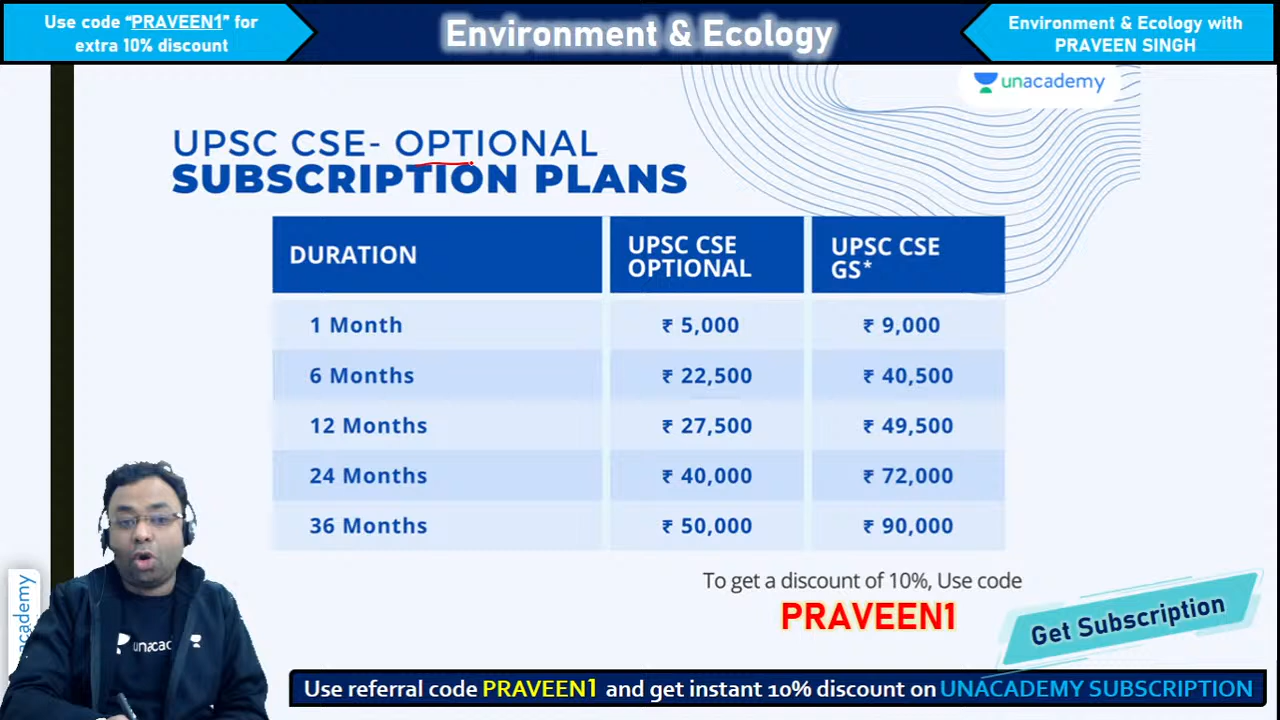 Use code “PRAVEEN1” for
extra 10% discount
Environment & Ecology
Environment & Ecology with
PRAVEEN SINGH
unacademy
UPSC CSE- OPTIONAL
SUBSCRIPTION PLANS
DURATION
UPSC CSE
OPTIONAL
UPSC CSE
GS*
1 Month ₹ 5,000 ₹ 9,000
6 Months ₹ 22,500 ₹ 40,500
12 Months ₹ 27,500 ₹ 49,500
24 Months ₹ 40,000 ₹ 72,000
36 Months ₹ 50,000 ₹ 90,000
To get a discount of 10%, Use code
PRAVEEN1
Get Subscription
Use referral code PRAVEEN1 and get instant 10% discount on UNACADEMY SUBSCRIPTION